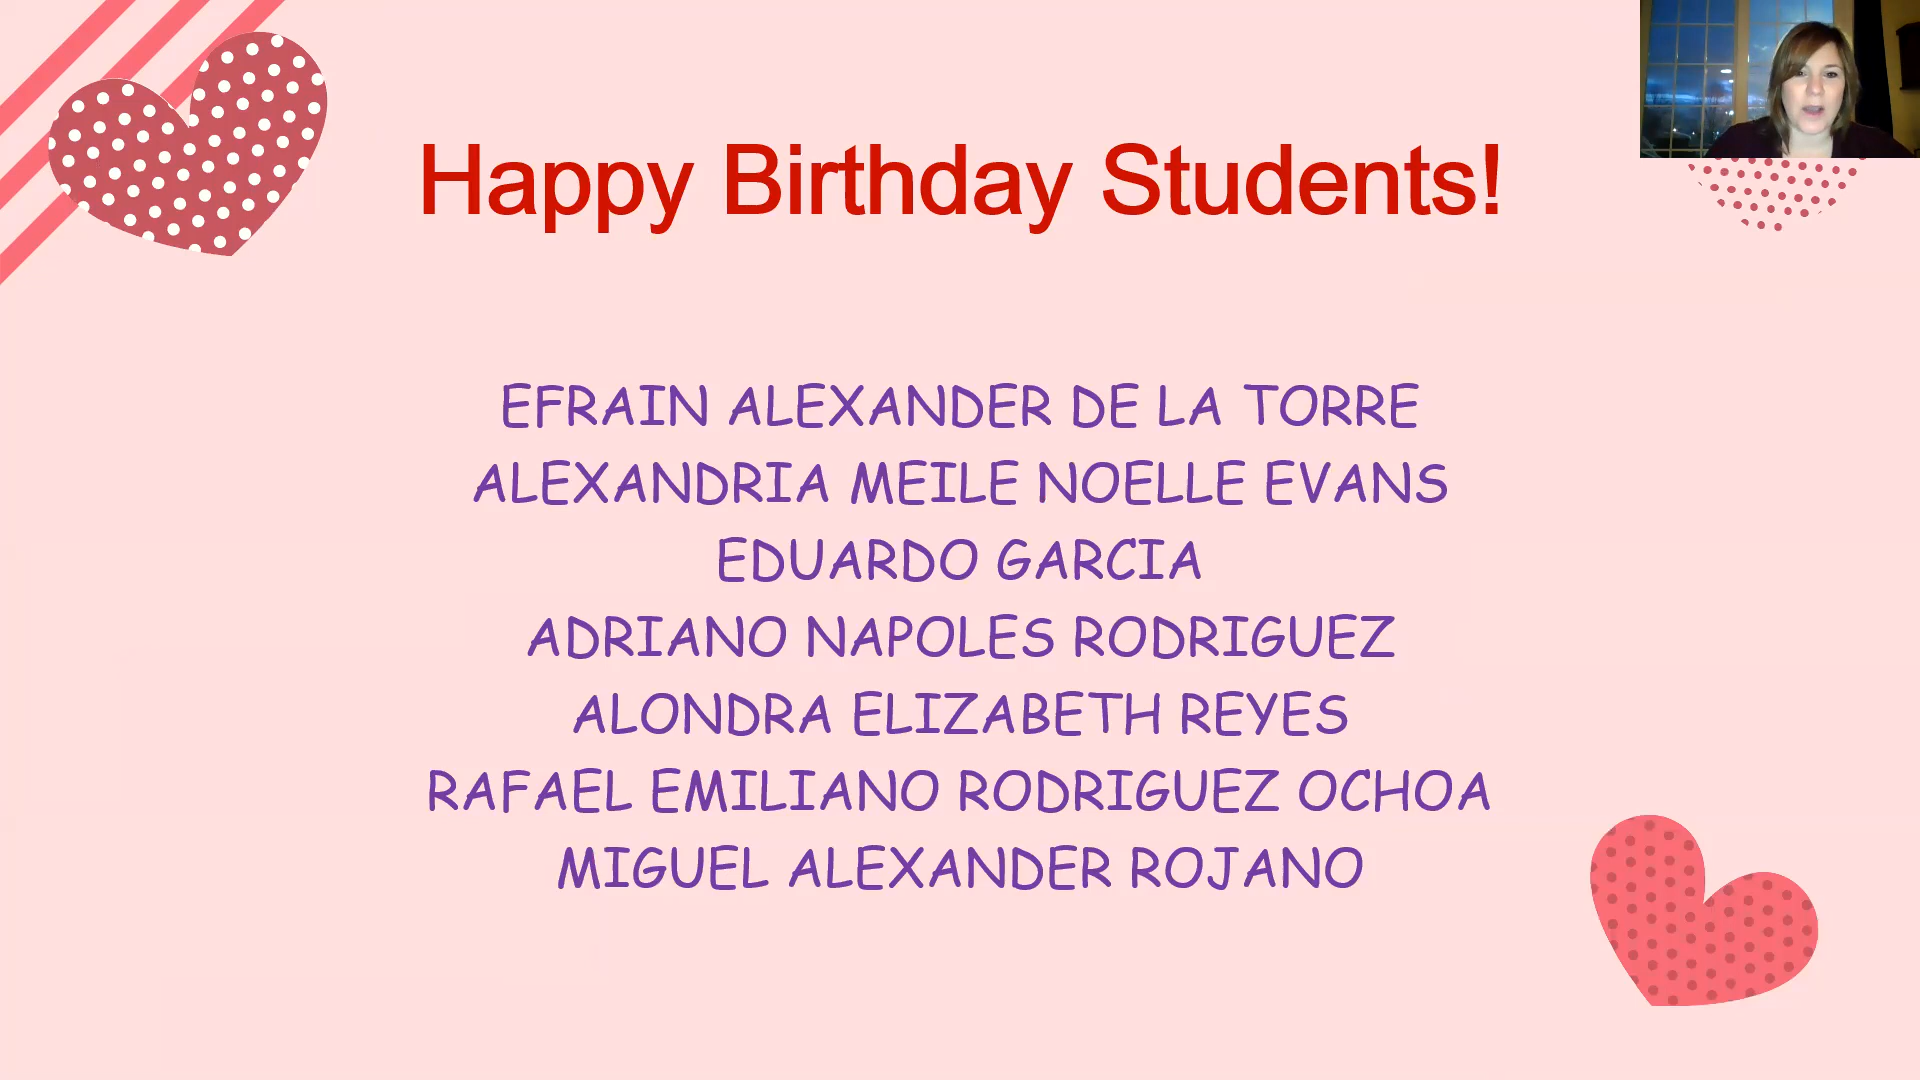 Happy Birthday Students!
EFRAIN ALEXANDER DE LA TORRE
ALEXANDRIA MEILE NOELLE EVANS
EDUARDO GARCIA
ADRIANO NAPOLES RODRIGUEZ
ALONDRA ELIZABETH REYES
RAFAEL EMILIANO RODRIGUEZ OCHOA
MIGUEL ALEXANDER ROJANO